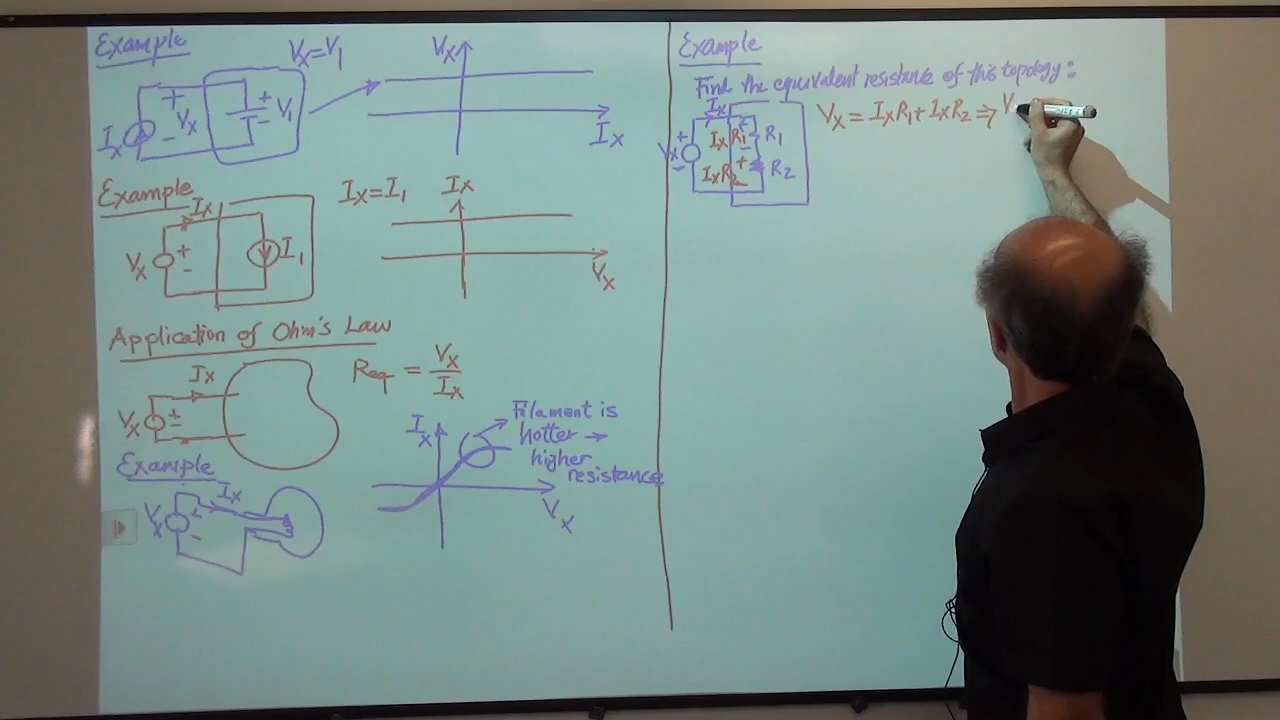 Example
Vx=V1
Vx
Ix
+
Vx
-
+
V1
-
Ix
Example
Ix
Ix=I1
Ix
Vx
+
-
I1
Vx
Application of Ohm's Law
Ix
Req = Vx/Ix
Vx
±
Example
Ix
Vx
+
-
Ix
Filament is
hotter →
higher
resistance
Vx
Example
Find the equivalent resistance of this topology:
Ix
Vx = IxR1 + IxR2 ⇒ V
+
Vx
-
+
IxR1
-
R1
+
IxR2
-
R2